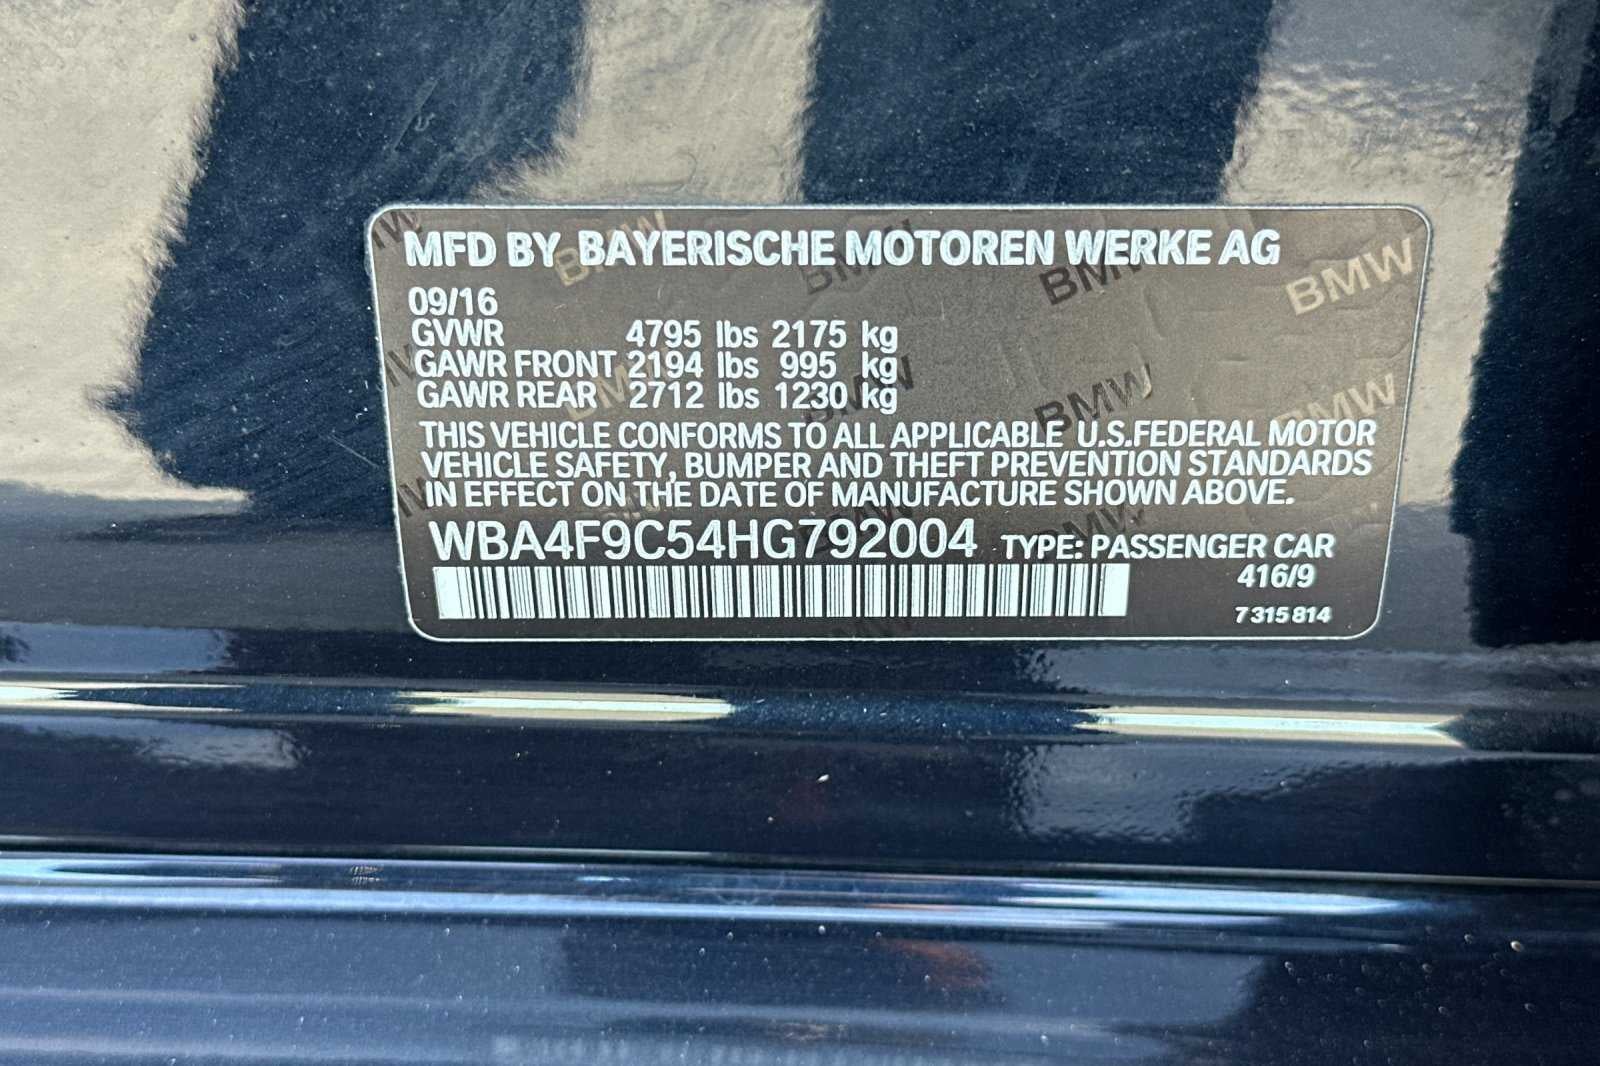 MFD BY BAYERISCHE MOTOREN WERKE AG
09/16
GVWR 4795 lbs 2175 kg
GAWR FRONT 2194 lbs 995 kg
GAWR REAR 2712 lbs 1230 kg
THIS VEHICLE CONFORMS TO ALL APPLICABLE U.S.FEDERAL MOTOR
VEHICLE SAFETY, BUMPER AND THEFT PREVENTION STANDARDS
IN EFFECT ON THE DATE OF MANUFACTURE SHOWN ABOVE.
WBA4F9C54HG792004 TYPE: PASSENGER CAR
416/9
7 315 814